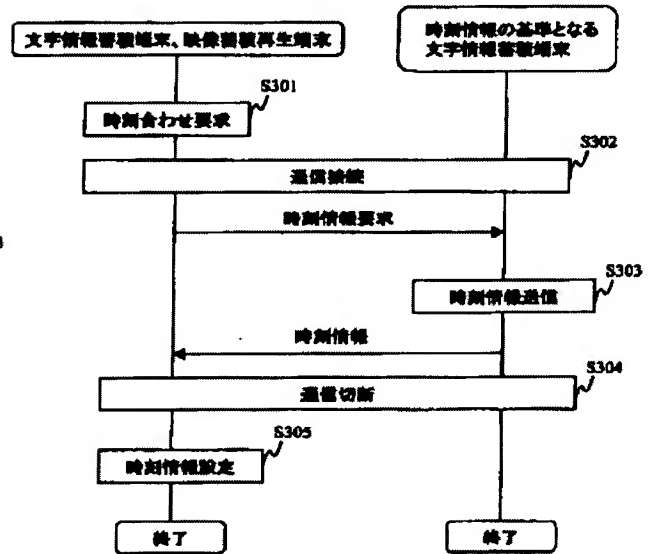 文字情報蓄積端末、映像蓄積再生端末
時刻情報の基準となる
文字情報蓄積端末
S301
時刻合わせ要求
S302
通信接続
時刻情報要求
S303
時刻情報送信
時刻情報
S304
通信切断
S305
時刻情報設定
終了
終了